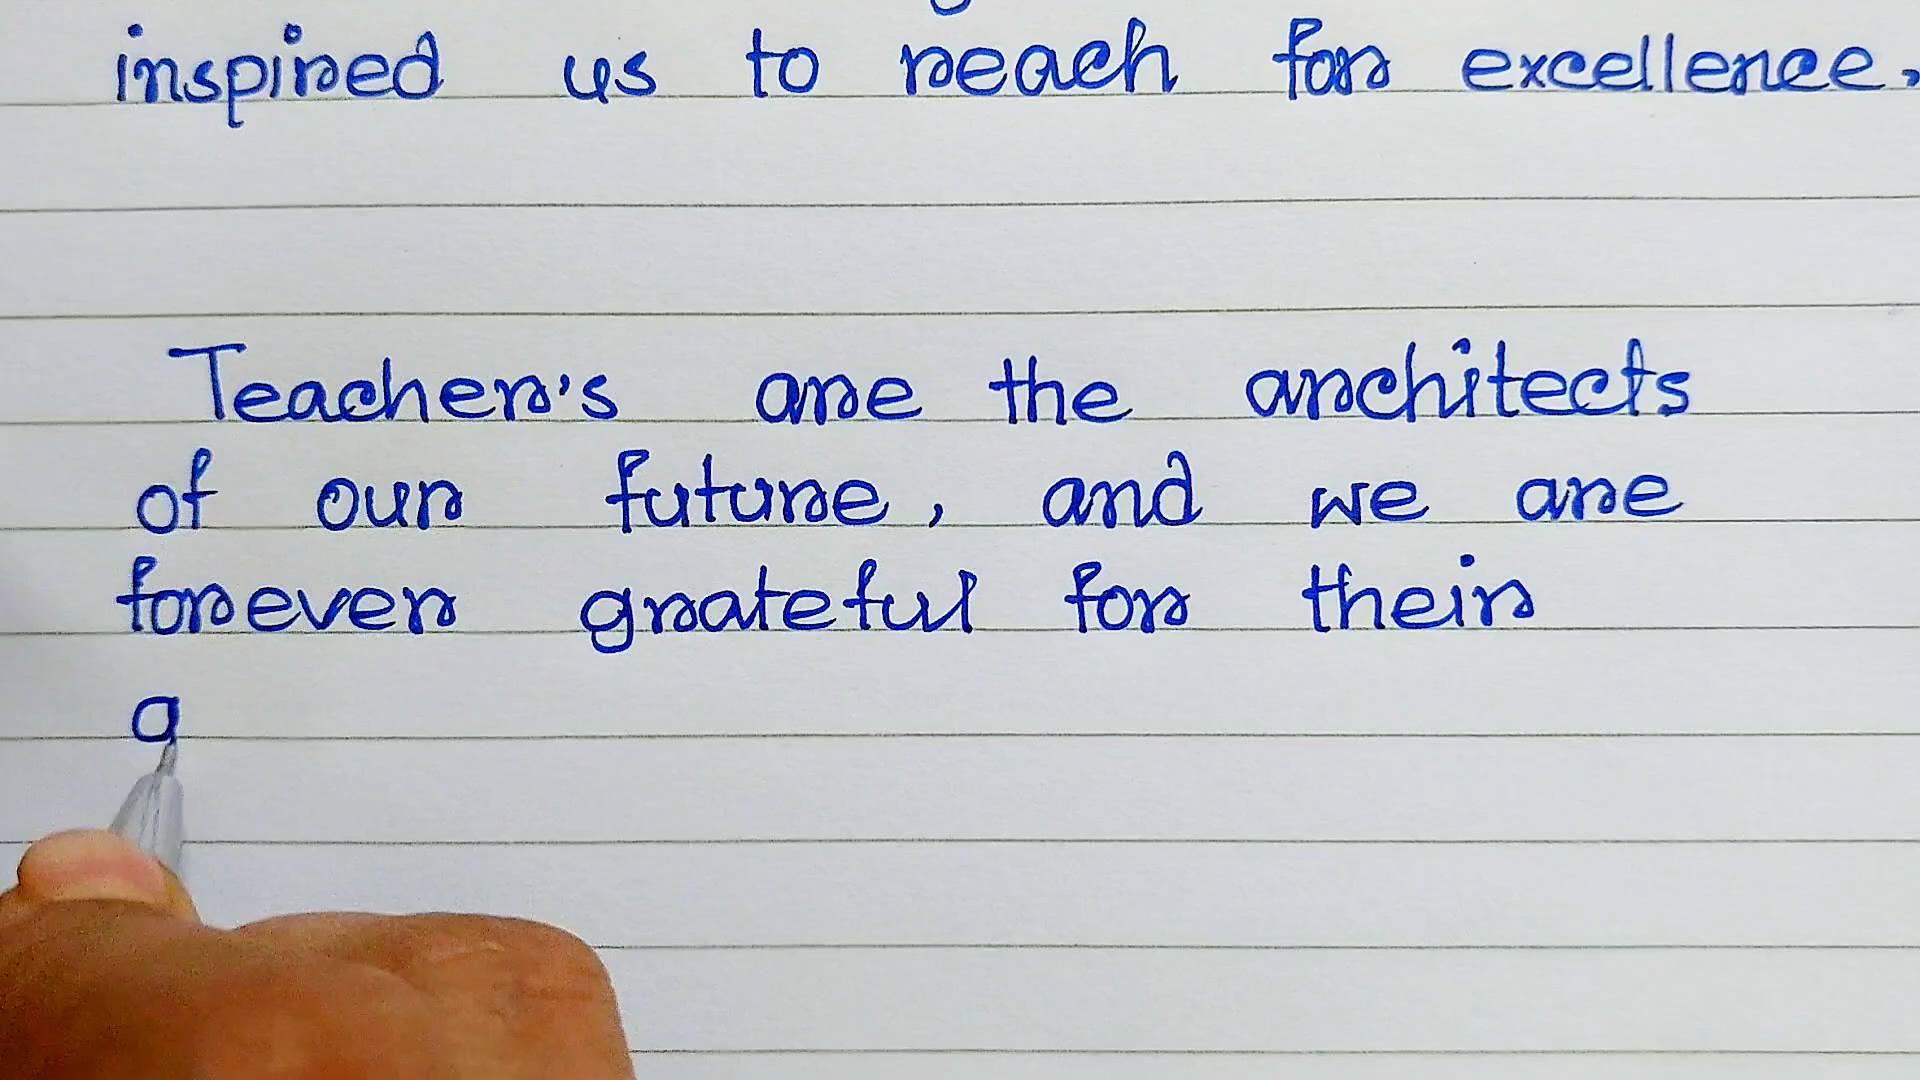 inspired us to reach for excellence.
Teacher's are the architects
of our future, and we are
forever grateful for their
a